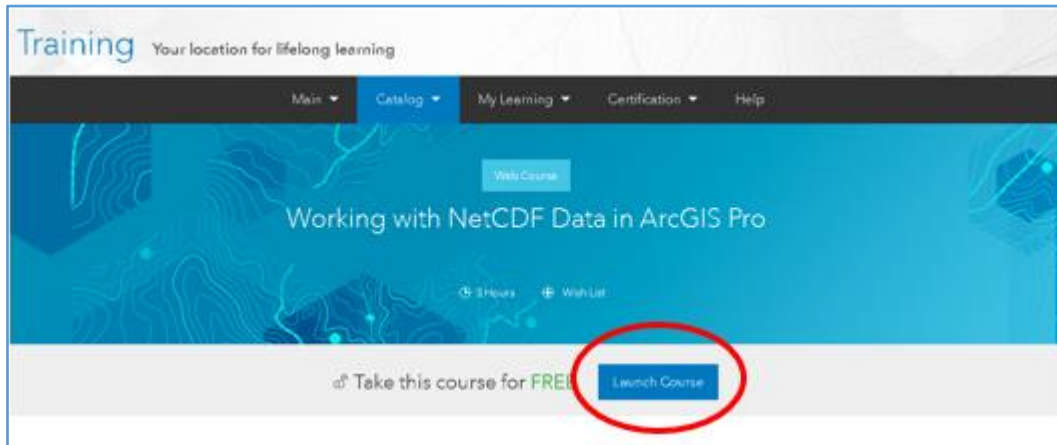 Training Your location for lifelong learning
Main Catalog My Learning Certification Help
Web Course
Working with NetCDF Data in ArcGIS Pro
3 Hours Wish List
Take this course for FREE Launch Course